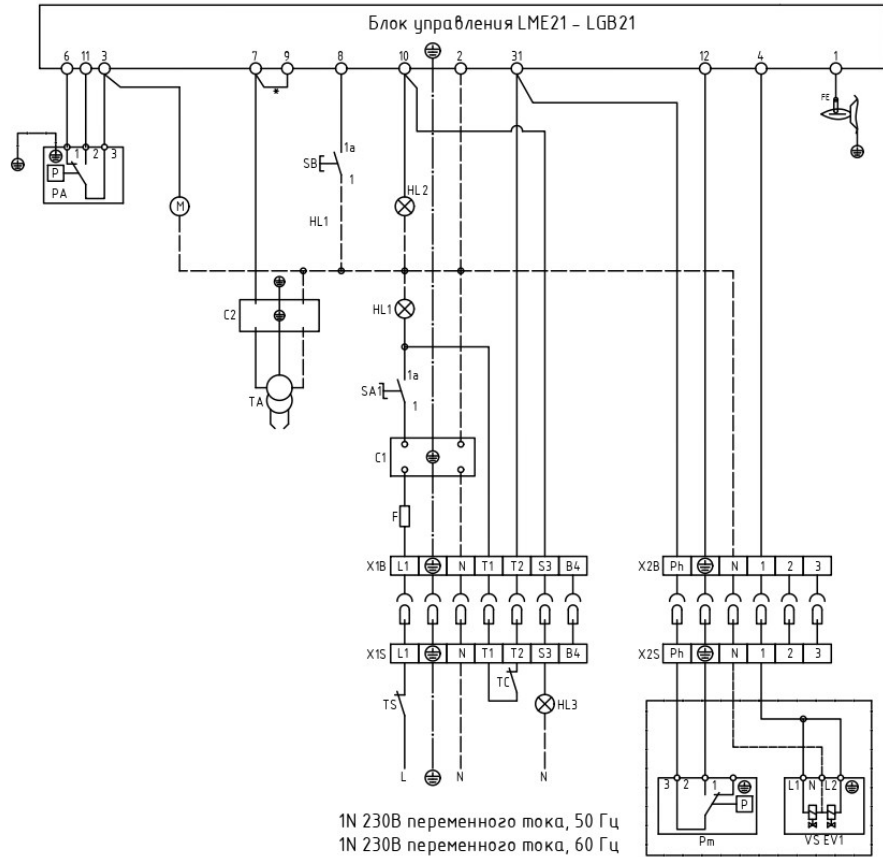 Блок управления LME21 - LGB21
6 11 3 7 9 8 10 2 31 12 4 1
*
FE
1 2 3
P
PA
SB 1a
1
M
HL1
HL2
C2
HL1
TA
SA1 1a
1
C1
F
X1B L1 N T1 T2 S3 B4
X2B Ph N 1 2 3
X1S L1 N T1 T2 S3 B4
X2S Ph N 1 2 3
TS
TC
HL3
L N N
3 2 1
P
Pm
L1 N L2
VS EV1
1N 230В переменного тока, 50 Гц
1N 230В переменного тока, 60 Гц